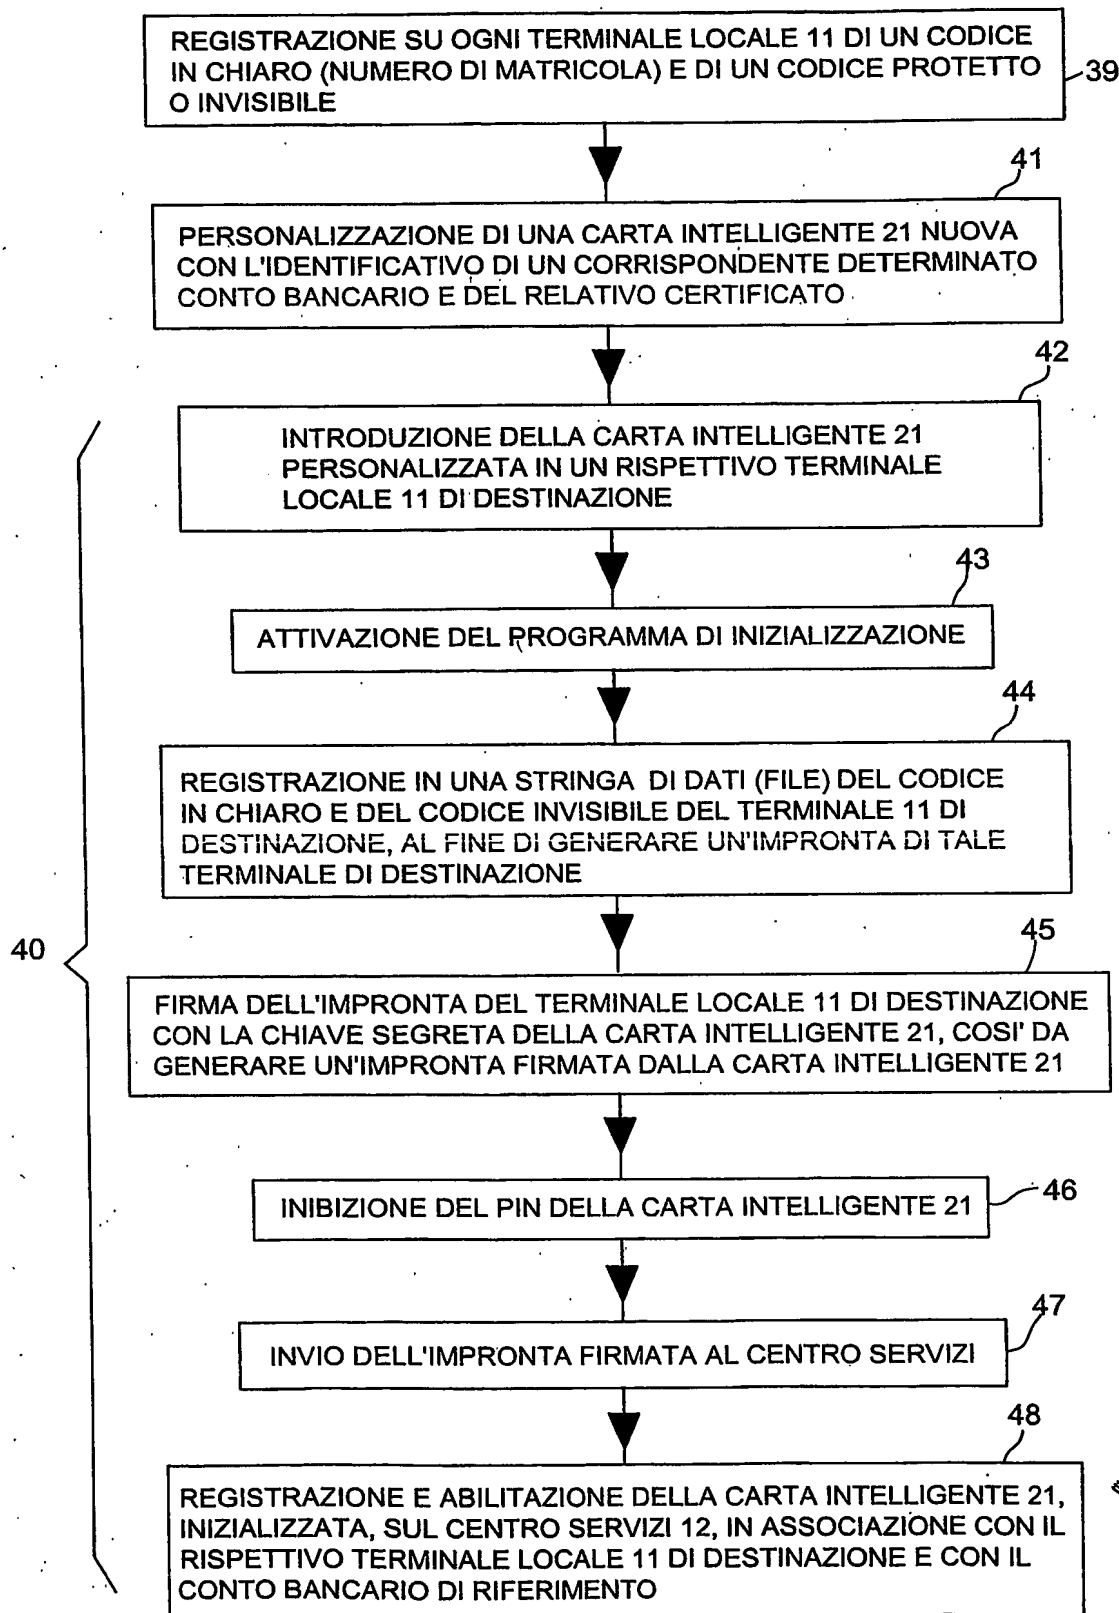 REGISTRAZIONE SU OGNI TERMINALE LOCALE 11 DI UN CODICE
IN CHIARO (NUMERO DI MATRICOLA) E DI UN CODICE PROTETTO
O INVISIBILE
39
41
PERSONALIZZAZIONE DI UNA CARTA INTELLIGENTE 21 NUOVA
CON L'IDENTIFICATIVO DI UN CORRISPONDENTE DETERMINATO
CONTO BANCARIO E DEL RELATIVO CERTIFICATO
42
INTRODUZIONE DELLA CARTA INTELLIGENTE 21
PERSONALIZZATA IN UN RISPETTIVO TERMINALE
LOCALE 11 DI DESTINAZIONE
43
ATTIVAZIONE DEL PROGRAMMA DI INIZIALIZZAZIONE
44
REGISTRAZIONE IN UNA STRINGA DI DATI (FILE) DEL CODICE
IN CHIARO E DEL CODICE INVISIBILE DEL TERMINALE 11 DI
DESTINAZIONE, AL FINE DI GENERARE UN'IMPRONTA DI TALE
TERMINALE DI DESTINAZIONE
40
45
FIRMA DELL'IMPRONTA DEL TERMINALE LOCALE 11 DI DESTINAZIONE
CON LA CHIAVE SEGRETA DELLA CARTA INTELLIGENTE 21, COSI' DA
GENERARE UN'IMPRONTA FIRMATA DALLA CARTA INTELLIGENTE 21
46
INIBIZIONE DEL PIN DELLA CARTA INTELLIGENTE 21
47
INVIO DELL'IMPRONTA FIRMATA AL CENTRO SERVIZI
48
REGISTRAZIONE E ABILITAZIONE DELLA CARTA INTELLIGENTE 21,
INIZIALIZZATA, SUL CENTRO SERVIZI 12, IN ASSOCIAZIONE CON IL
RISPETTIVO TERMINALE LOCALE 11 DI DESTINAZIONE E CON IL
CONTO BANCARIO DI RIFERIMENTO